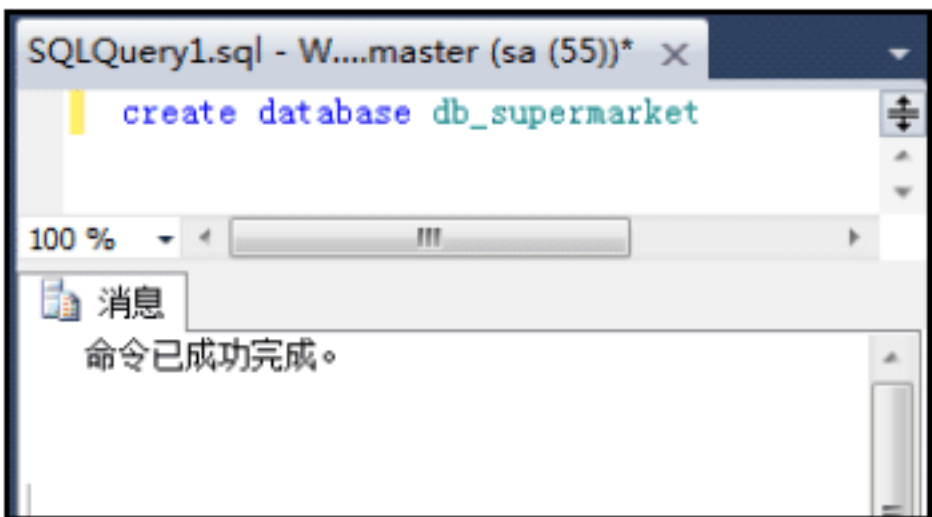 SQLQuery1.sql - W....master (sa (55))*
create database db_supermarket
100 %
消息
命令已成功完成。